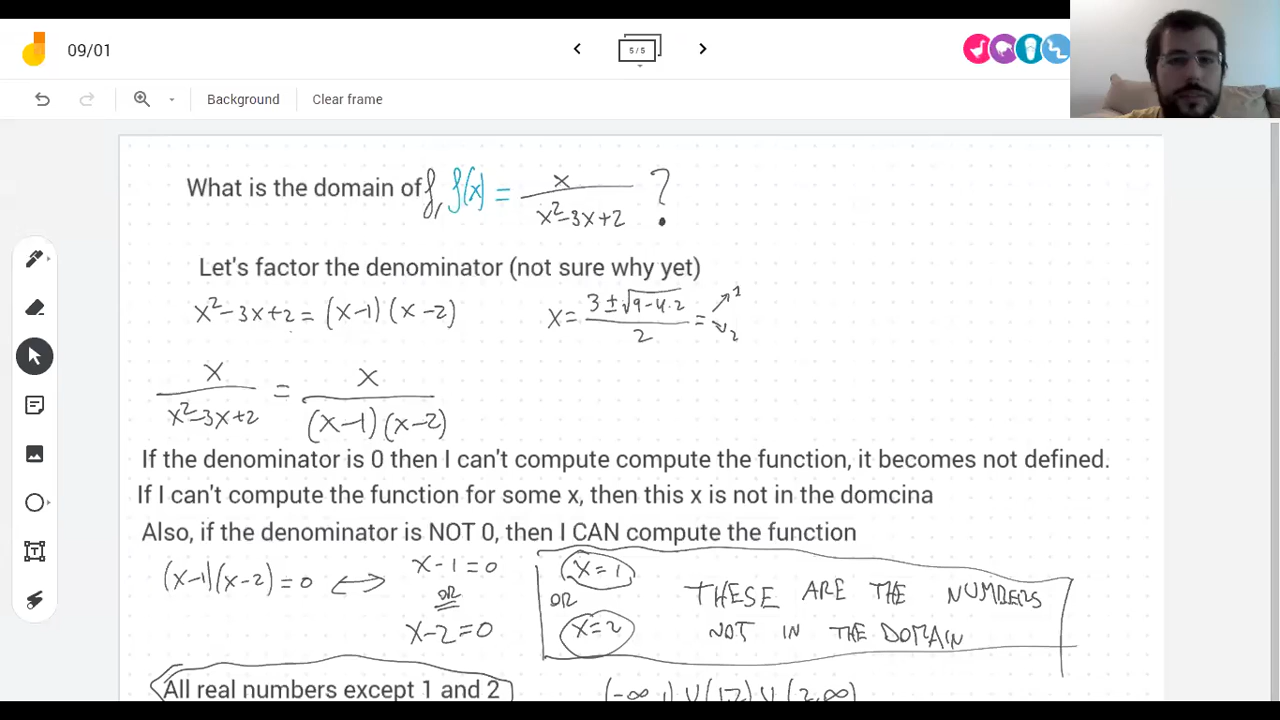 09/01
5/5
Background
Clear frame
What is the domain of f, f(x) = x / (x²-3x+2) ?
Let's factor the denominator (not sure why yet)
x²-3x+2 = (x-1)(x-2)
x = (3 ± √(9-4·2)) / 2 = 1 2
x / (x²-3x+2) = x / ((x-1)(x-2))
If the denominator is 0 then I can't compute compute the function, it becomes not defined.
If I can't compute the function for some x, then this x is not in the domcina
Also, if the denominator is NOT 0, then I CAN compute the function
(x-1)(x-2)=0 ⟷ x-1=0 OR x-2=0
x=1 OR x=2
THESE ARE THE NUMBERS
NOT IN THE DOMAIN
All real numbers except 1 and 2
(-∞,1) ∪ (1,2) ∪ (2,∞)